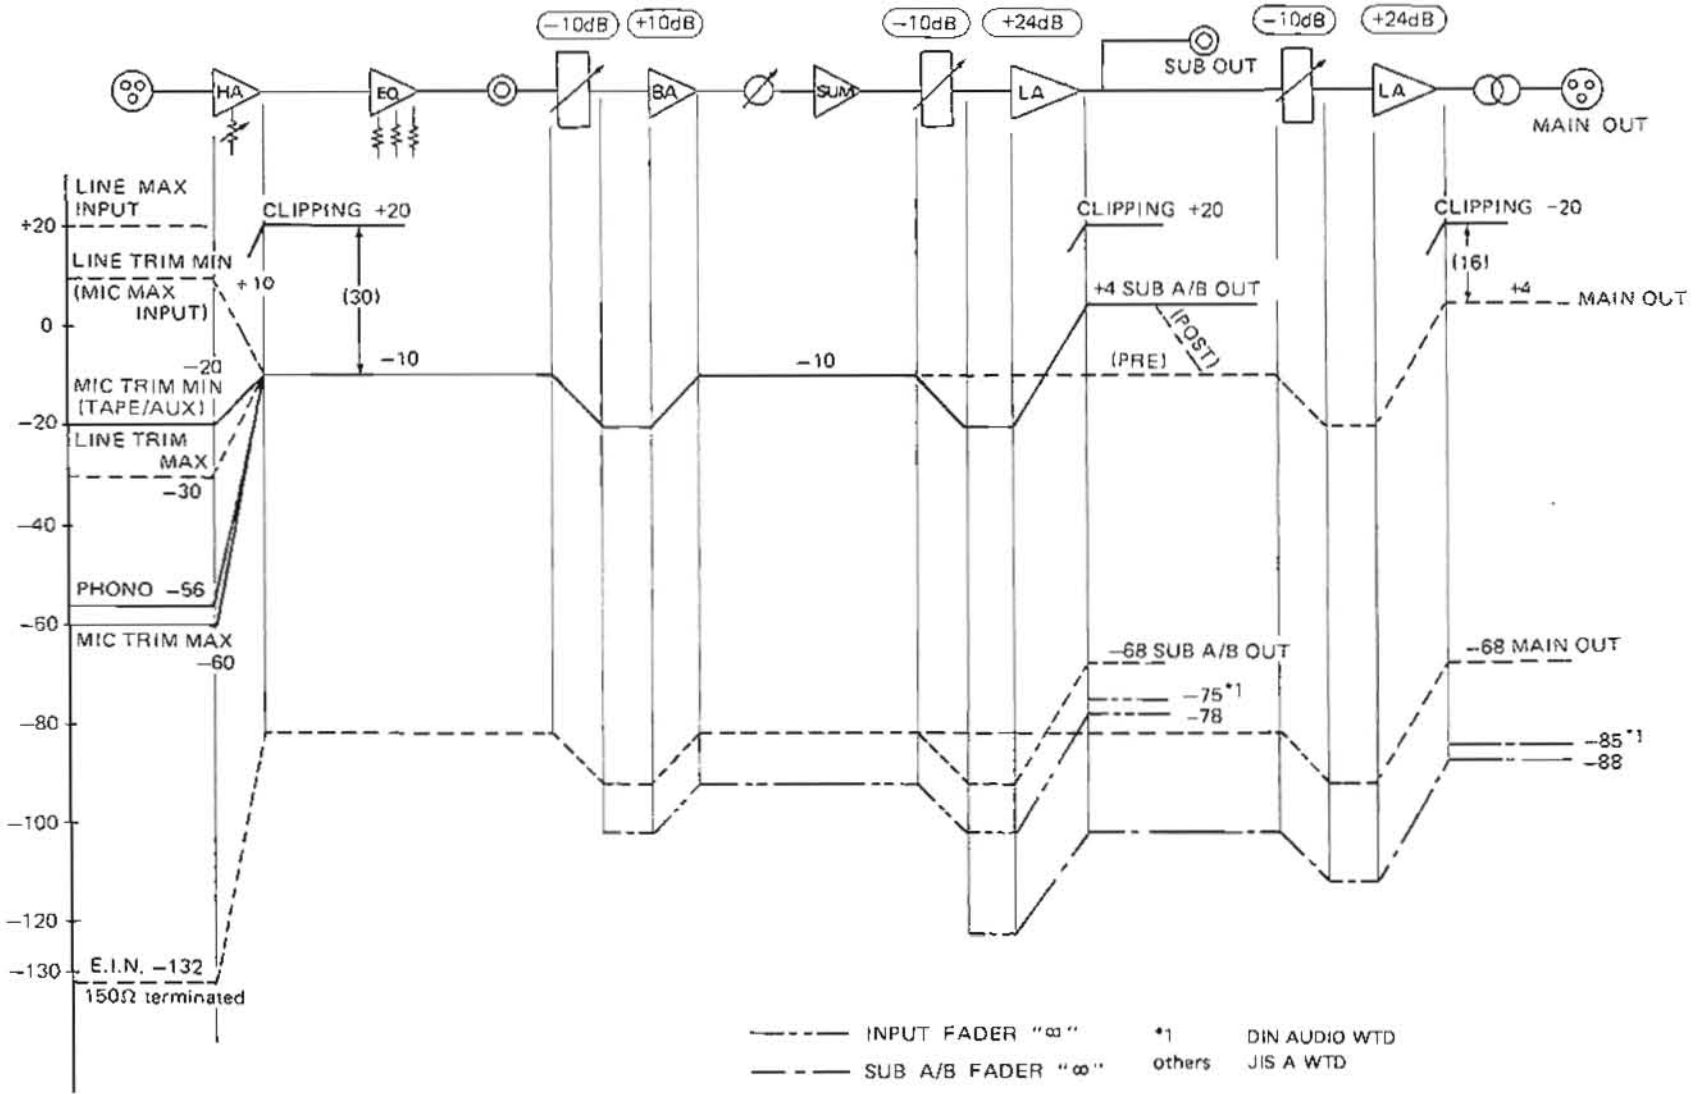 −10dB +10dB −10dB +24dB −10dB +24dB
HA EQ BA SUM LA LA
SUB OUT
MAIN OUT
LINE MAX
INPUT
+20
CLIPPING +20
CLIPPING +20
CLIPPING −20
LINE TRIM MIN
+10
(MIC MAX
INPUT)
(30)
(16)
+4 SUB A/B OUT
+4 MAIN OUT
0
(POST)
(PRE)
−10
−10
−20
MIC TRIM MIN
(TAPE/AUX)
−20
LINE TRIM
MAX
−30
−40
PHONO −56
−60
MIC TRIM MAX
−60
−68 SUB A/B OUT
−68 MAIN OUT
−75*1
−78
−80
−85*1
−88
−100
−120
−130
E.I.N. −132
150Ω terminated
INPUT FADER "∞"
*1 DIN AUDIO WTD
SUB A/B FADER "∞"
others JIS A WTD